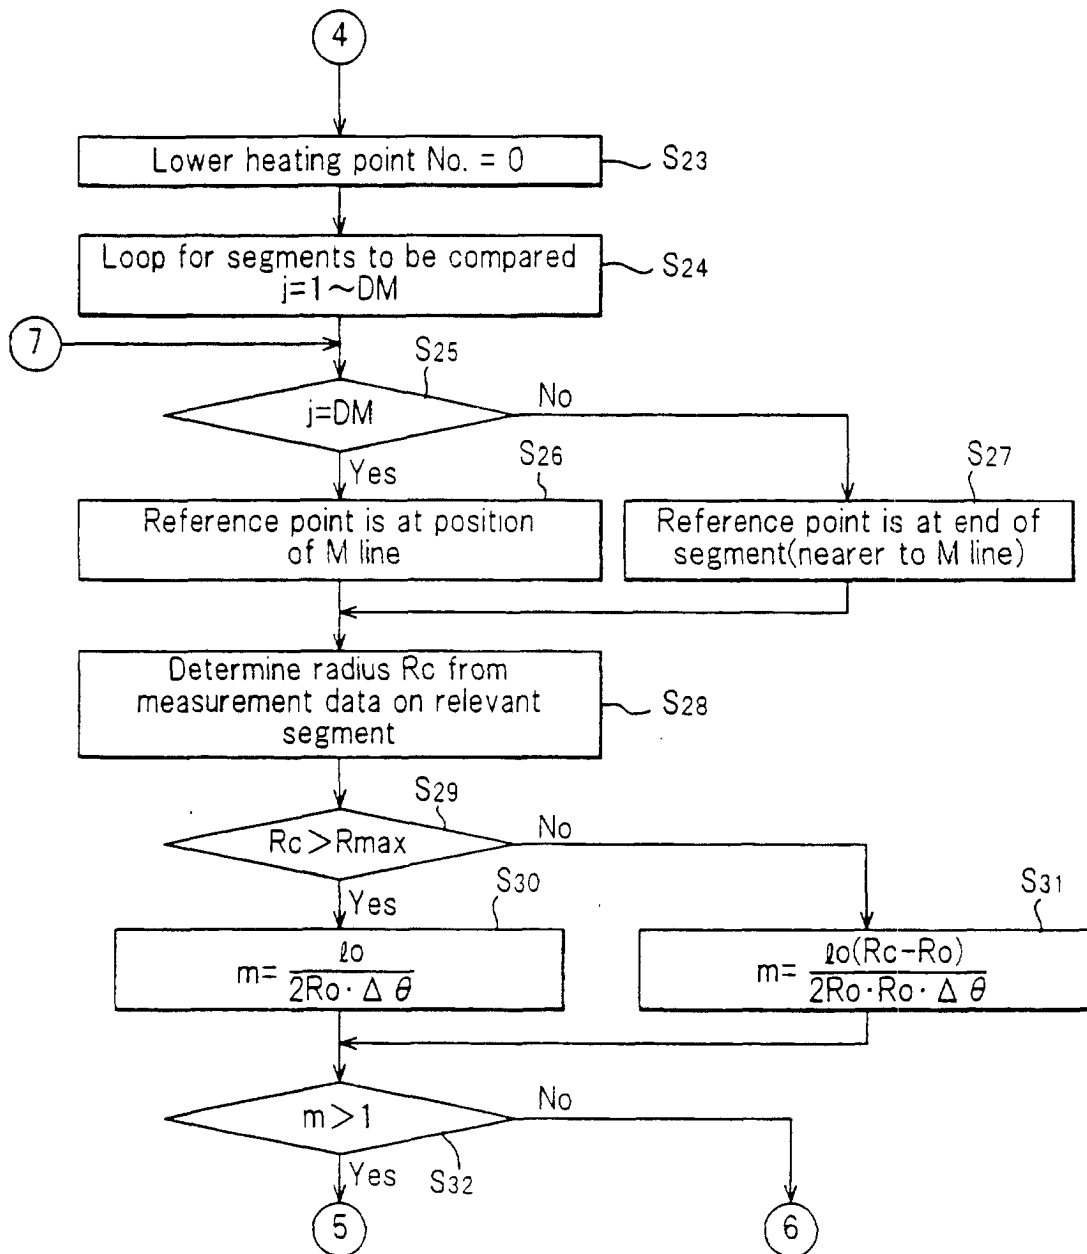 4
Lower heating point No. = 0
S23
Loop for segments to be compared
j=1~DM
S24
7
S25
j=DM
No
Yes
S26
S27
Reference point is at position
of M line
Reference point is at end of
segment(nearer to M line)
Determine radius Rc from
measurement data on relevant
segment
S28
S29
Rc>Rmax
No
Yes
S30
S31
m= ℓo
2Ro·Δθ
m= ℓo(Rc-Ro)
2Ro·Ro·Δθ
m>1
No
Yes
S32
5
6